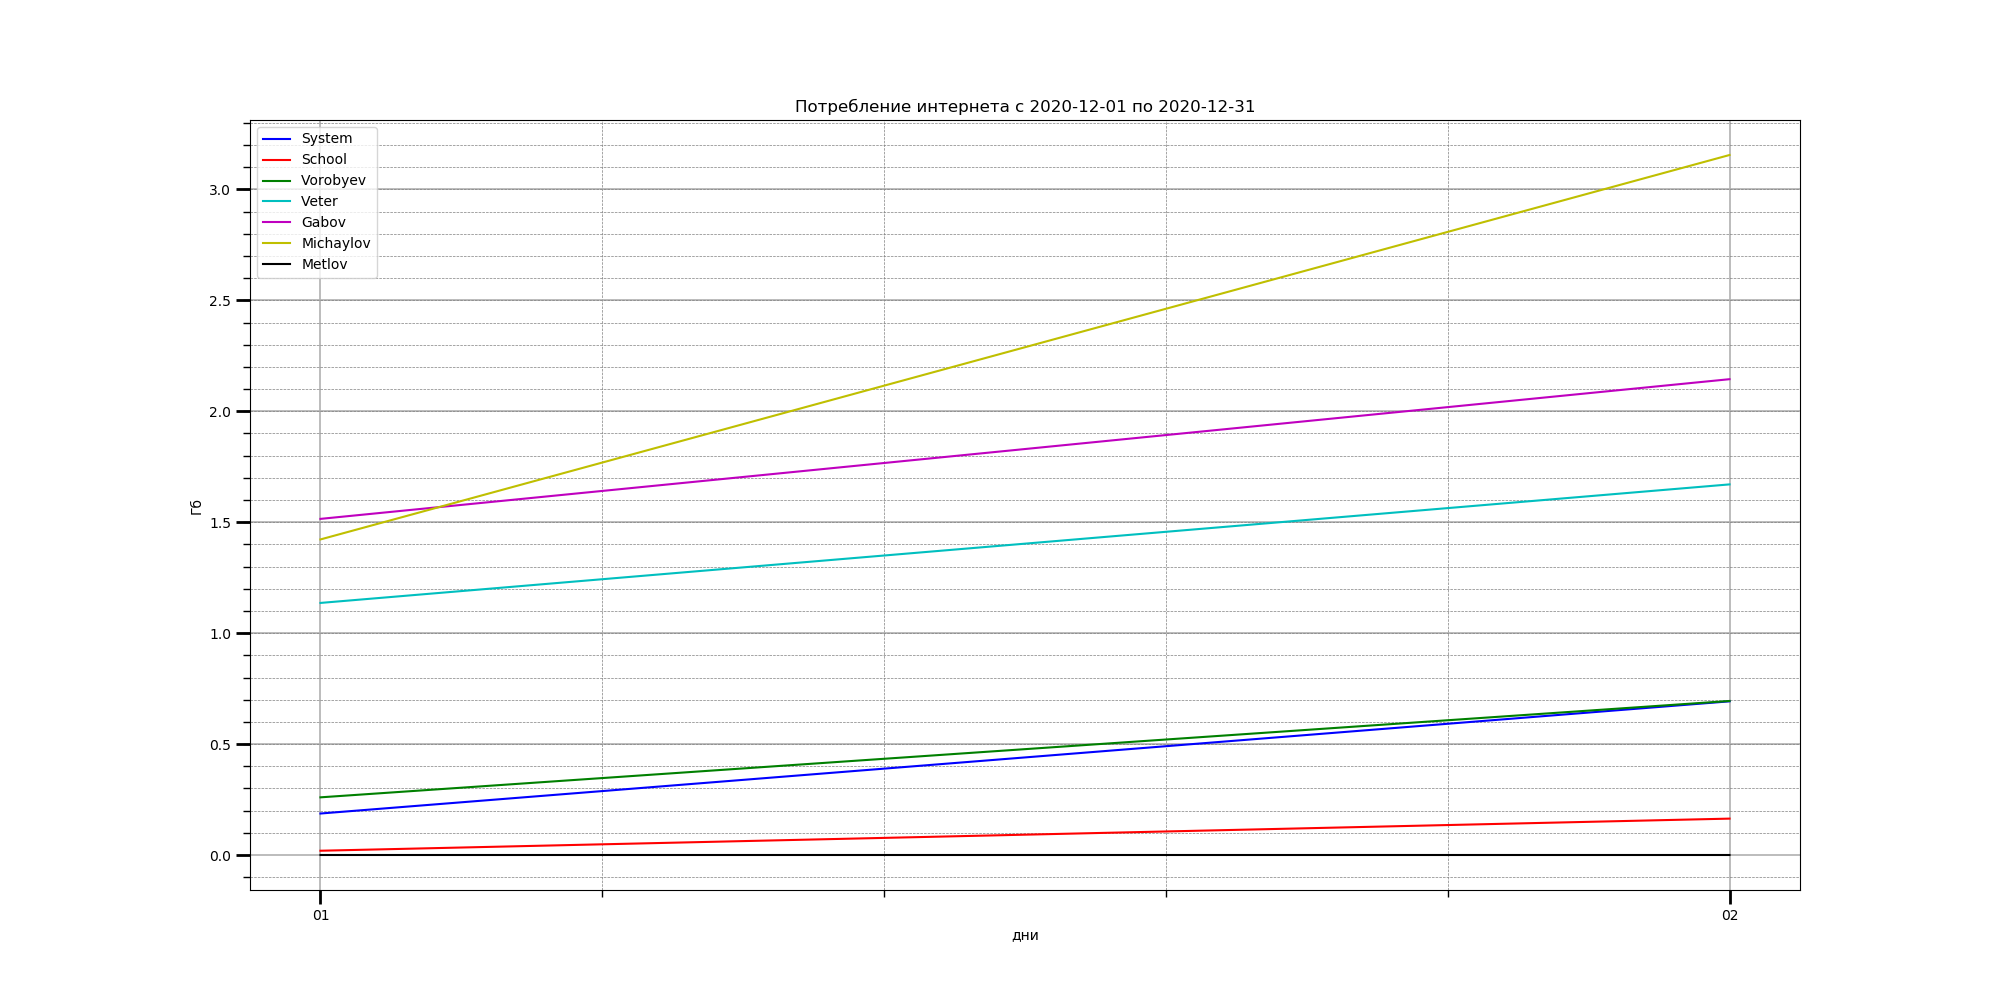 Потребление интернета с 2020-12-01 по 2020-12-31
System
School
Vorobyev
Veter
Gabov
Michaylov
Metlov
3.0
2.5
2.0
1.5
1.0
0.5
0.0
Гб
01
02
дни